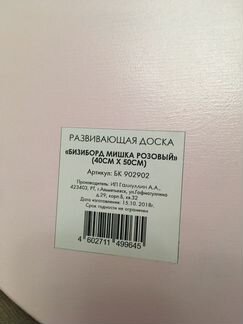 РАЗВИВАЮЩАЯ ДОСКА
«БИЗИБОРД МИШКА РОЗОВЫЙ»
(40СМ Х 50СМ)
Артикул: БК 902902
Производитель: ИП Галиуллин А.А.,
423403, РТ, г.Альметьевск, ул.Гафиатуллина
д.29, корп.Б, кв.32
Дата изготовления: 15.10. 2018г.
Срок годности не ограничен
4 602711 499645